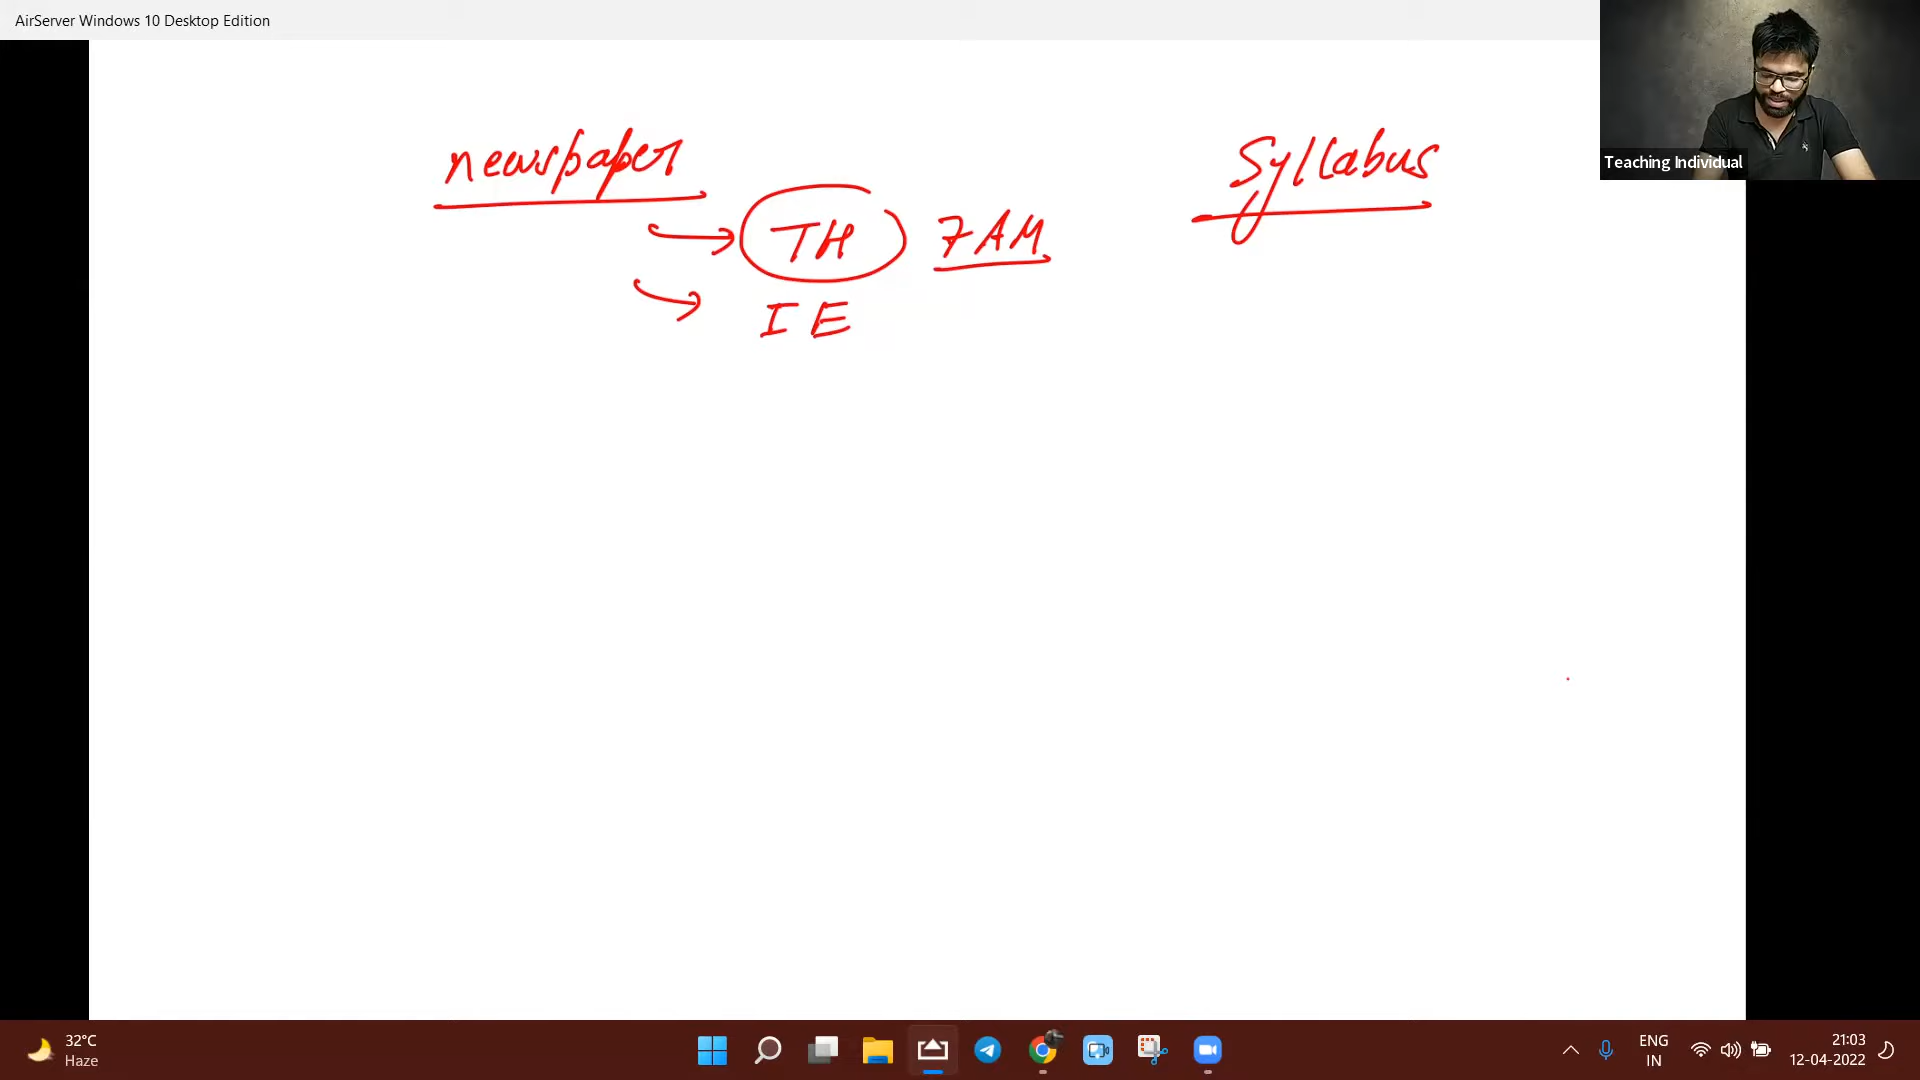 AirServer Windows 10 Desktop Edition
Teaching Individual
newspaper
Syllabus
TH 7AM
IE
32°C
Haze
ENG
IN
21:03
12-04-2022